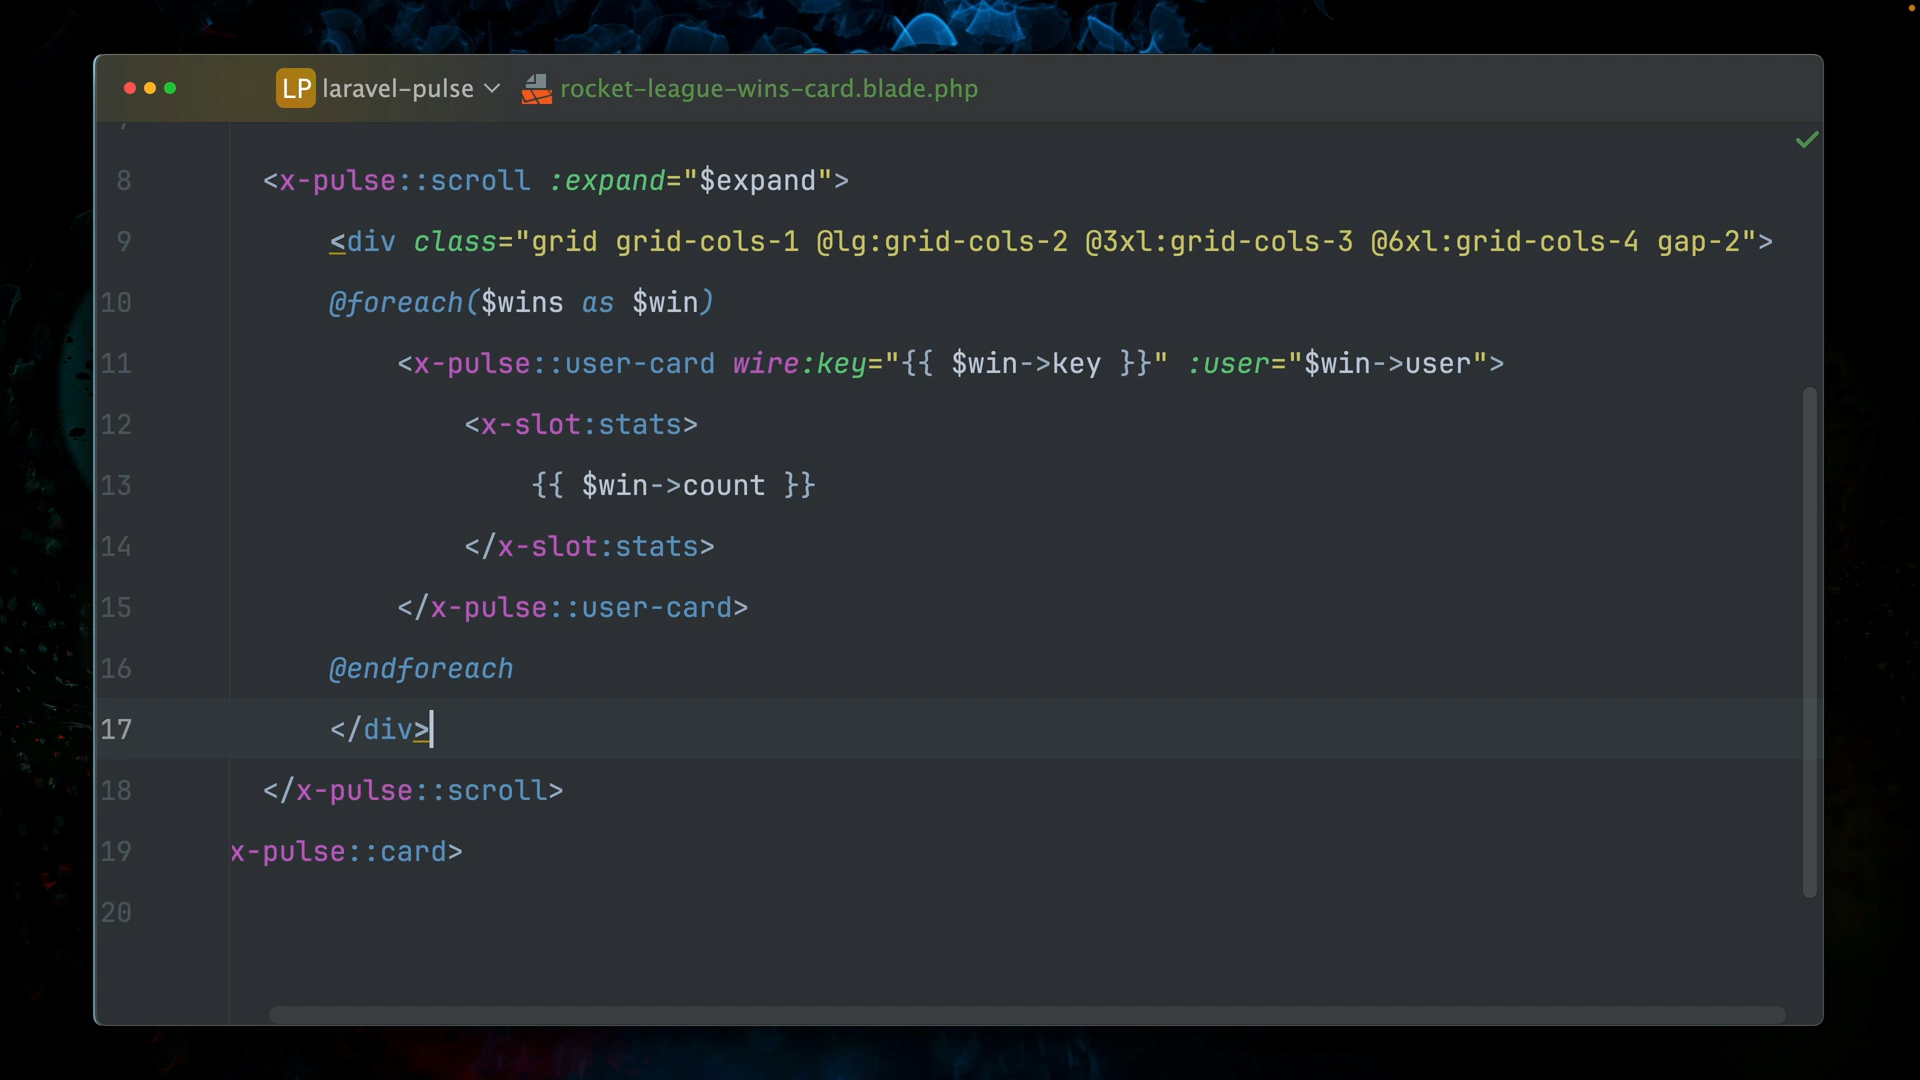 LP laravel-pulse rocket-league-wins-card.blade.php
8 <x-pulse::scroll :expand="$expand">
9 <div class="grid grid-cols-1 @lg:grid-cols-2 @3xl:grid-cols-3 @6xl:grid-cols-4 gap-2">
10 @foreach($wins as $win)
11 <x-pulse::user-card wire:key="{{ $win->key }}" :user="$win->user">
12 <x-slot:stats>
13 {{ $win->count }}
14 </x-slot:stats>
15 </x-pulse::user-card>
16 @endforeach
17 </div>
18 </x-pulse::scroll>
19 x-pulse::card>
20